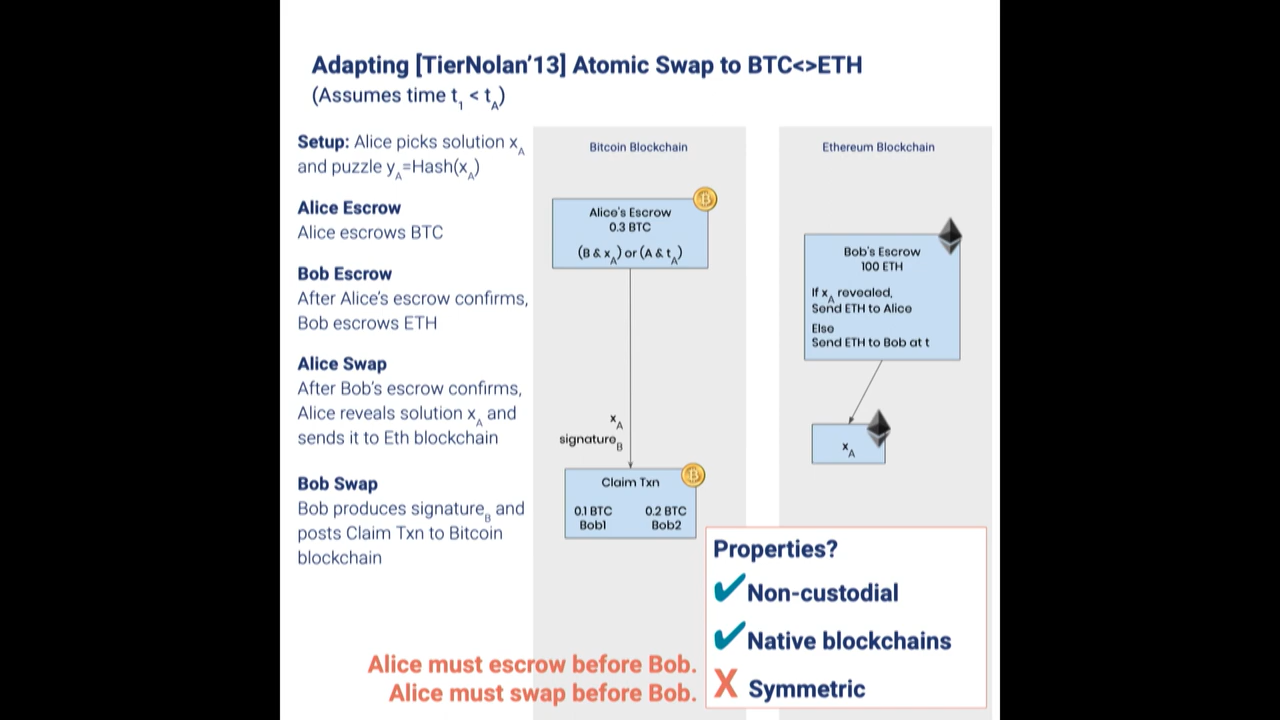 Adapting [TierNolan'13] Atomic Swap to BTC<>ETH
(Assumes time t1 < tA)
Setup: Alice picks solution xA
and puzzle yA=Hash(xA)
Alice Escrow
Alice escrows BTC
Bob Escrow
After Alice's escrow confirms,
Bob escrows ETH
Alice Swap
After Bob's escrow confirms,
Alice reveals solution xA and
sends it to Eth blockchain
Bob Swap
Bob produces signatureB and
posts Claim Txn to Bitcoin
blockchain
Bitcoin Blockchain
Alice's Escrow
0.3 BTC
(B & xA) or (A & tA)
xA
signatureB
Claim Txn
0.1 BTC
Bob1
0.2 BTC
Bob2
Ethereum Blockchain
Bob's Escrow
100 ETH
If xA revealed,
Send ETH to Alice
Else
Send ETH to Bob at t
xA
Alice must escrow before Bob.
Alice must swap before Bob.
Properties?
✔Non-custodial
✔Native blockchains
X Symmetric